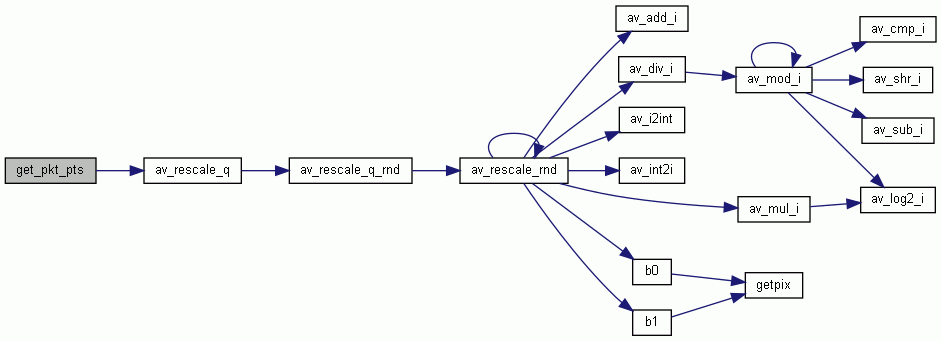 get_pkt_pts
av_rescale_q
av_rescale_q_rnd
av_rescale_rnd
av_add_i
av_div_i
av_i2int
av_int2i
av_mul_i
b0
b1
av_mod_i
getpix
av_cmp_i
av_shr_i
av_sub_i
av_log2_i